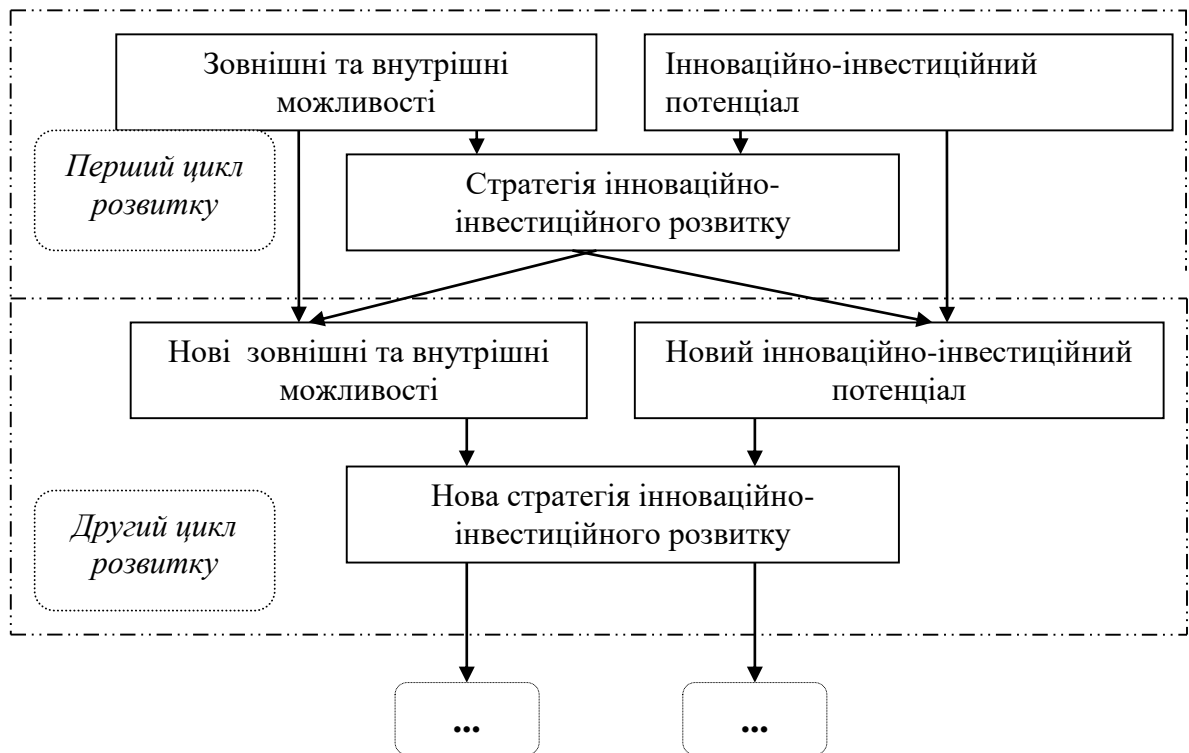 Зовнішні та внутрішні
можливості
Інноваційно-інвестиційний
потенціал
Перший цикл
розвитку
Стратегія інноваційно-
інвестиційного розвитку
Нові  зовнішні та внутрішні
можливості
Новий інноваційно-інвестиційний
потенціал
Нова стратегія інноваційно-
інвестиційного розвитку
Другий цикл
розвитку
...
...